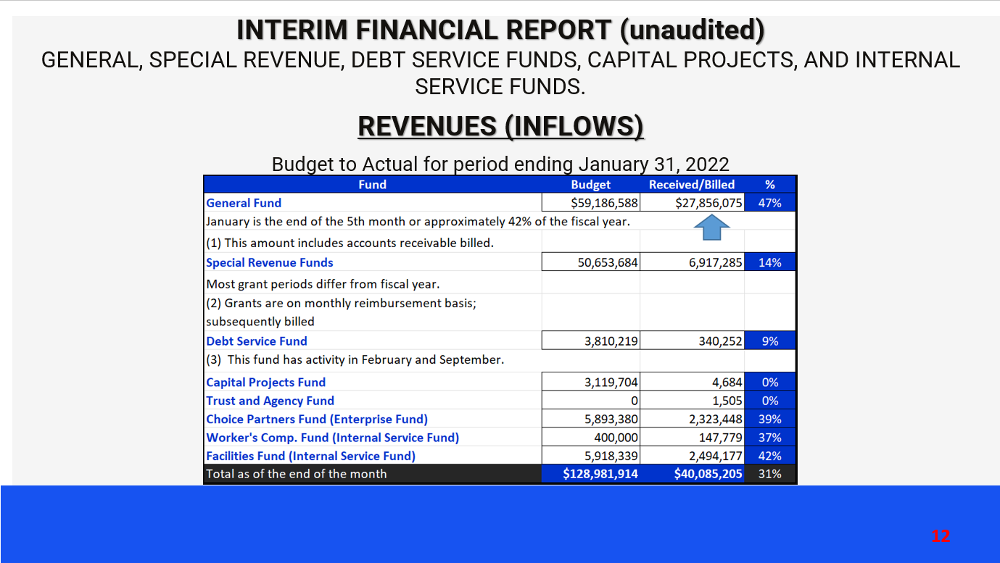 INTERIM FINANCIAL REPORT (unaudited)
GENERAL, SPECIAL REVENUE, DEBT SERVICE FUNDS, CAPITAL PROJECTS, AND INTERNAL
SERVICE FUNDS.
REVENUES (INFLOWS)
Budget to Actual for period ending January 31, 2022
Fund Budget Received/Billed %
General Fund $59,186,588 $27,856,075 47%
January is the end of the 5th month or approximately 42% of the fiscal year.
(1) This amount includes accounts receivable billed.
Special Revenue Funds 50,653,684 6,917,285 14%
Most grant periods differ from fiscal year.
(2) Grants are on monthly reimbursement basis;
subsequently billed
Debt Service Fund 3,810,219 340,252 9%
(3)  This fund has activity in February and September.
Capital Projects Fund 3,119,704 4,684 0%
Trust and Agency Fund 0 1,505 0%
Choice Partners Fund (Enterprise Fund) 5,893,380 2,323,448 39%
Worker's Comp. Fund (Internal Service Fund) 400,000 147,779 37%
Facilities Fund (Internal Service Fund) 5,918,339 2,494,177 42%
Total as of the end of the month $128,981,914 $40,085,205 31%
12